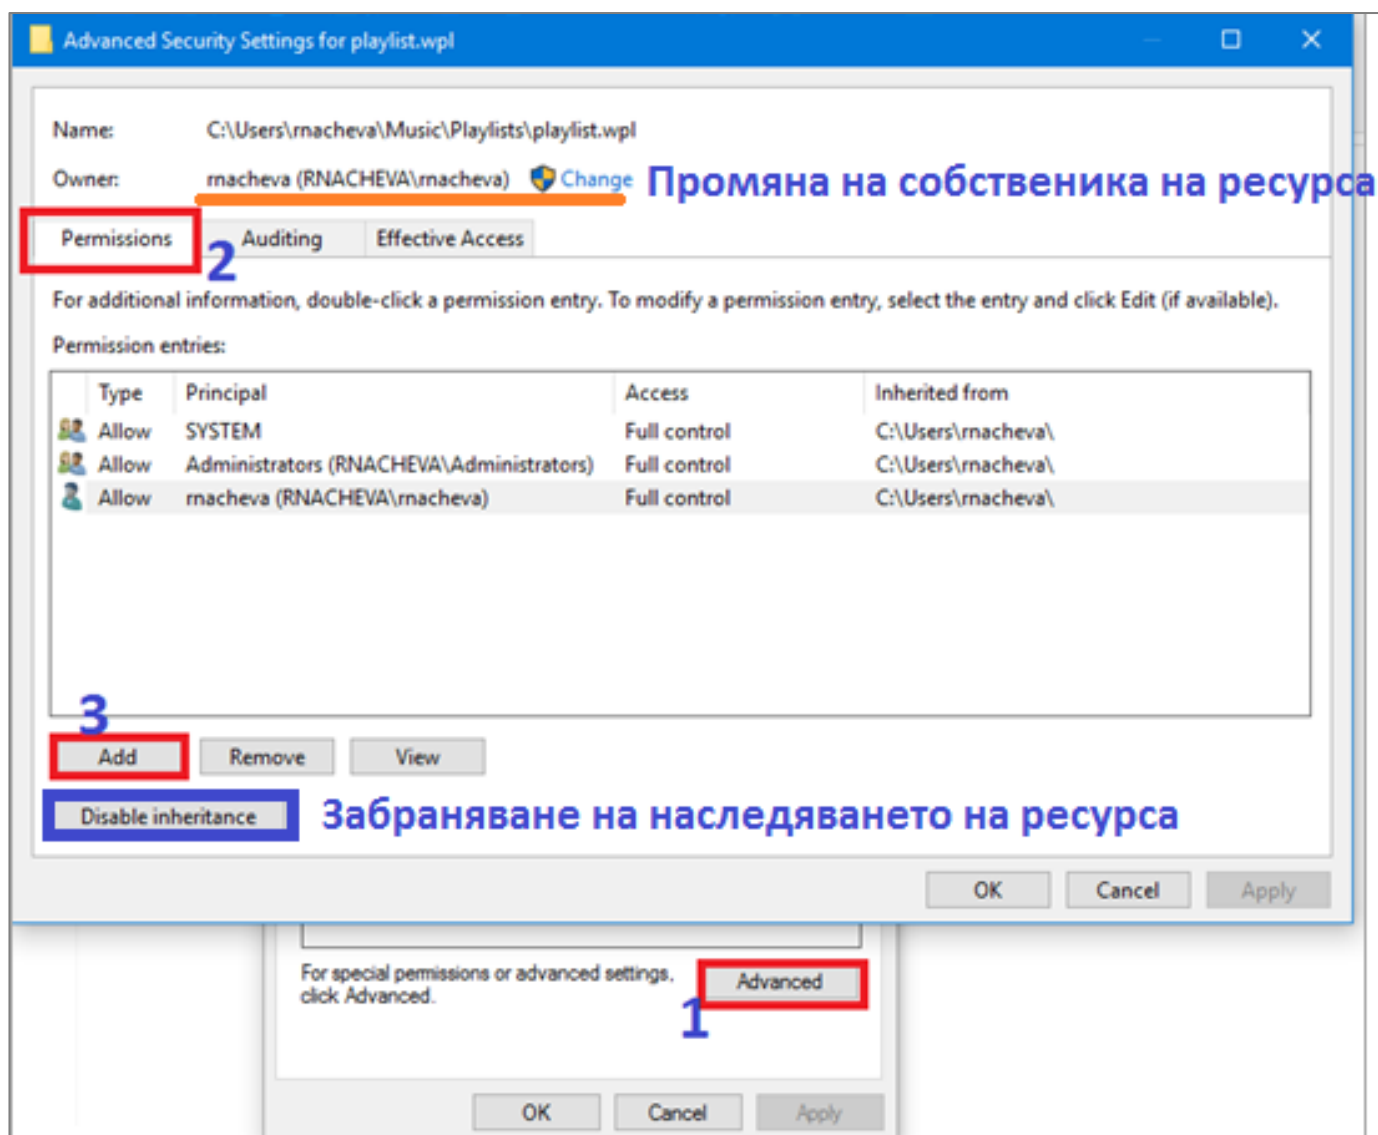 Advanced Security Settings for playlist.wpl
Name: C:\Users\rnacheva\Music\Playlists\playlist.wpl
Owner: rnacheva (RNACHEVA\rnacheva) Change Промяна на собственика на ресурса
Permissions 2 Auditing Effective Access
For additional information, double-click a permission entry. To modify a permission entry, select the entry and click Edit (if available).
Permission entries:
Type Principal Access Inherited from
Allow SYSTEM Full control C:\Users\rnacheva\
Allow Administrators (RNACHEVA\Administrators) Full control C:\Users\rnacheva\
Allow rnacheva (RNACHEVA\rnacheva) Full control C:\Users\rnacheva\
3
Add Remove View
Disable inheritance Забраняване на наследяването на ресурса
OK Cancel Apply
For special permissions or advanced settings, Advanced
click Advanced. 1
OK Cancel Apply